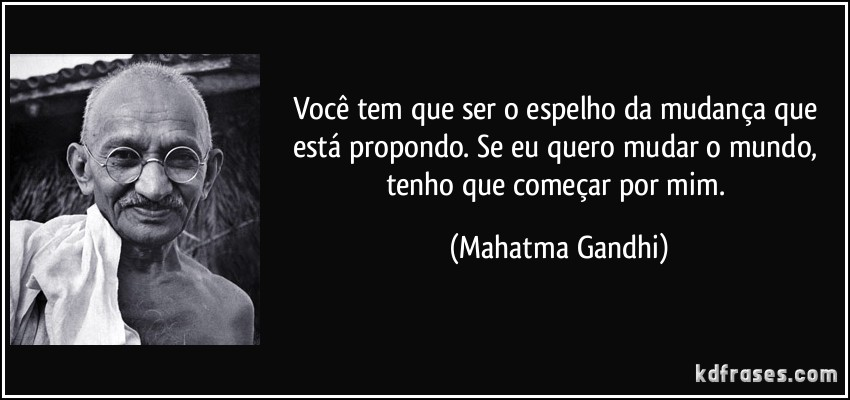 Você tem que ser o espelho da mudança que
está propondo. Se eu quero mudar o mundo,
tenho que começar por mim.
(Mahatma Gandhi)
kdfrases.com